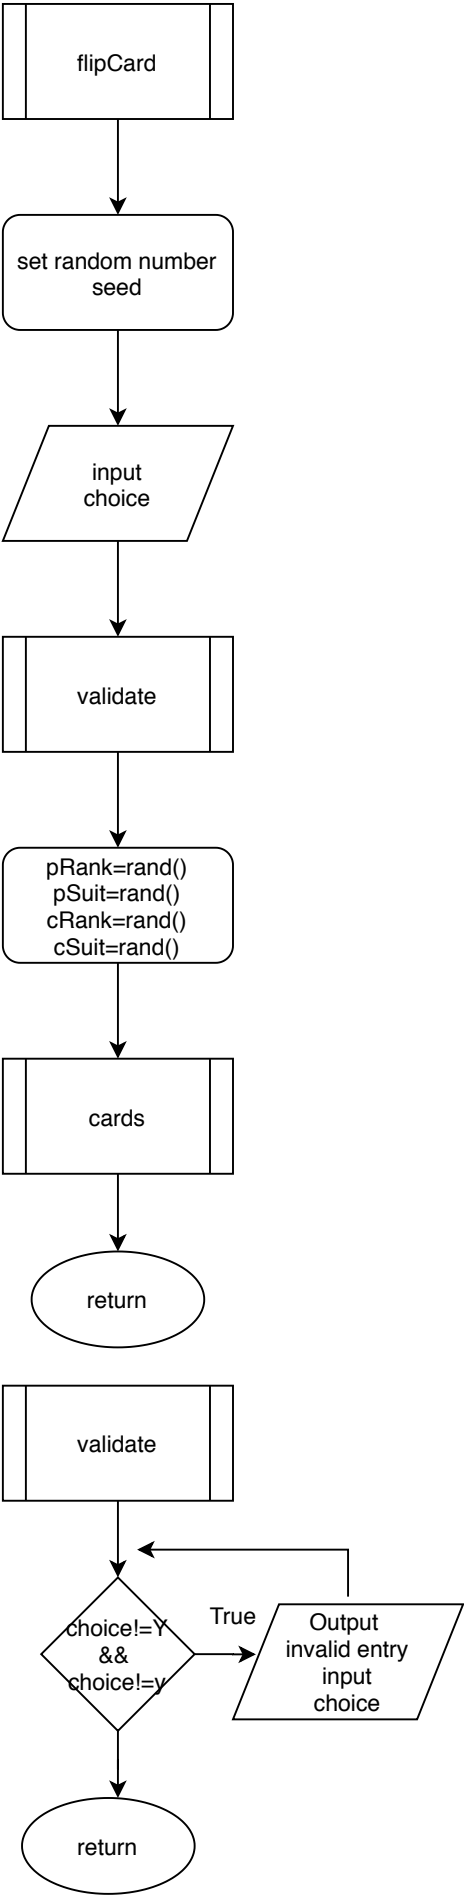 flipCard
set random number
seed
input
choice
validate
pRank=rand()
pSuit=rand()
cRank=rand()
cSuit=rand()
cards
return
validate
choice!=Y
&&
choice!=y
True
Output
invalid entry
input
choice
return